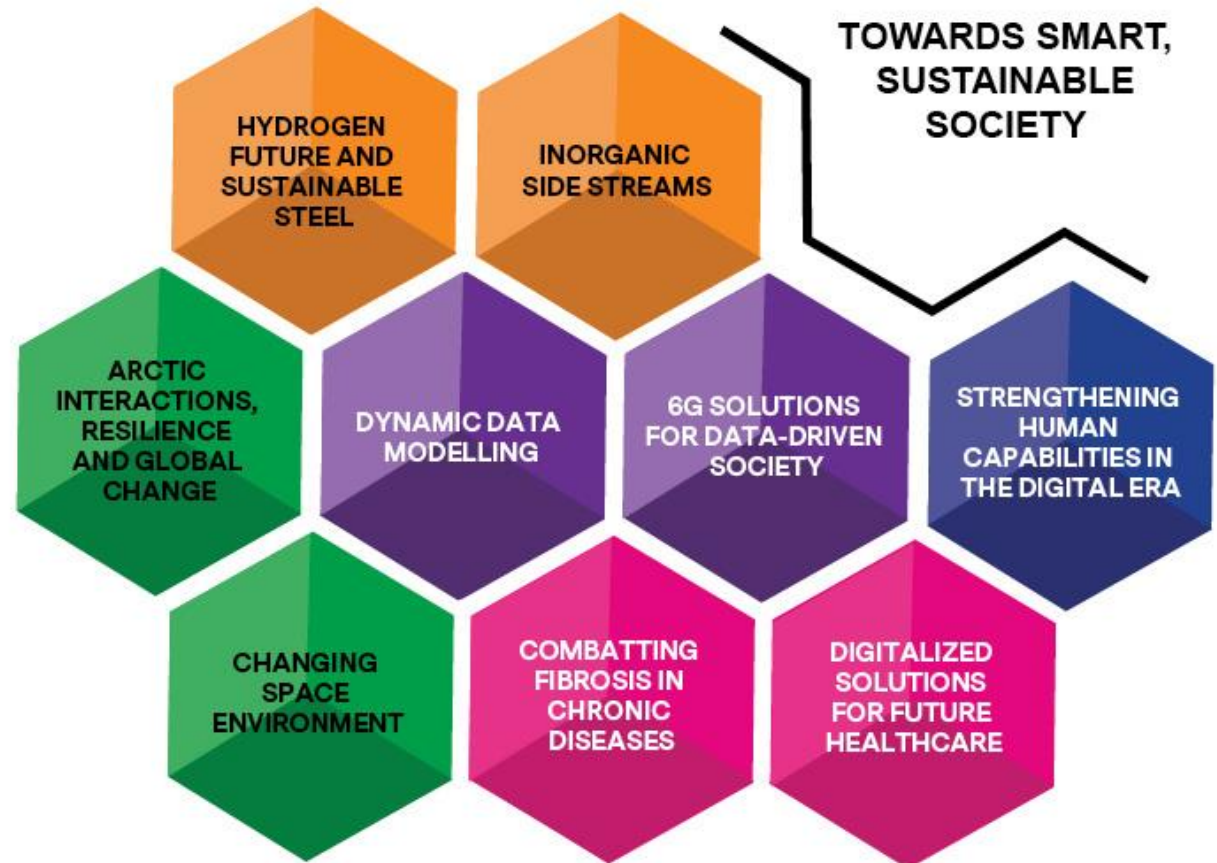 TOWARDS SMART,
SUSTAINABLE
SOCIETY
HYDROGEN
FUTURE AND
SUSTAINABLE
STEEL
INORGANIC
SIDE STREAMS
ARCTIC
INTERACTIONS,
RESILIENCE
AND GLOBAL
CHANGE
DYNAMIC DATA
MODELLING
6G SOLUTIONS
FOR DATA-DRIVEN
SOCIETY
STRENGTHENING
HUMAN
CAPABILITIES IN
THE DIGITAL ERA
CHANGING
SPACE
ENVIRONMENT
COMBATTING
FIBROSIS IN
CHRONIC
DISEASES
DIGITALIZED
SOLUTIONS
FOR FUTURE
HEALTHCARE